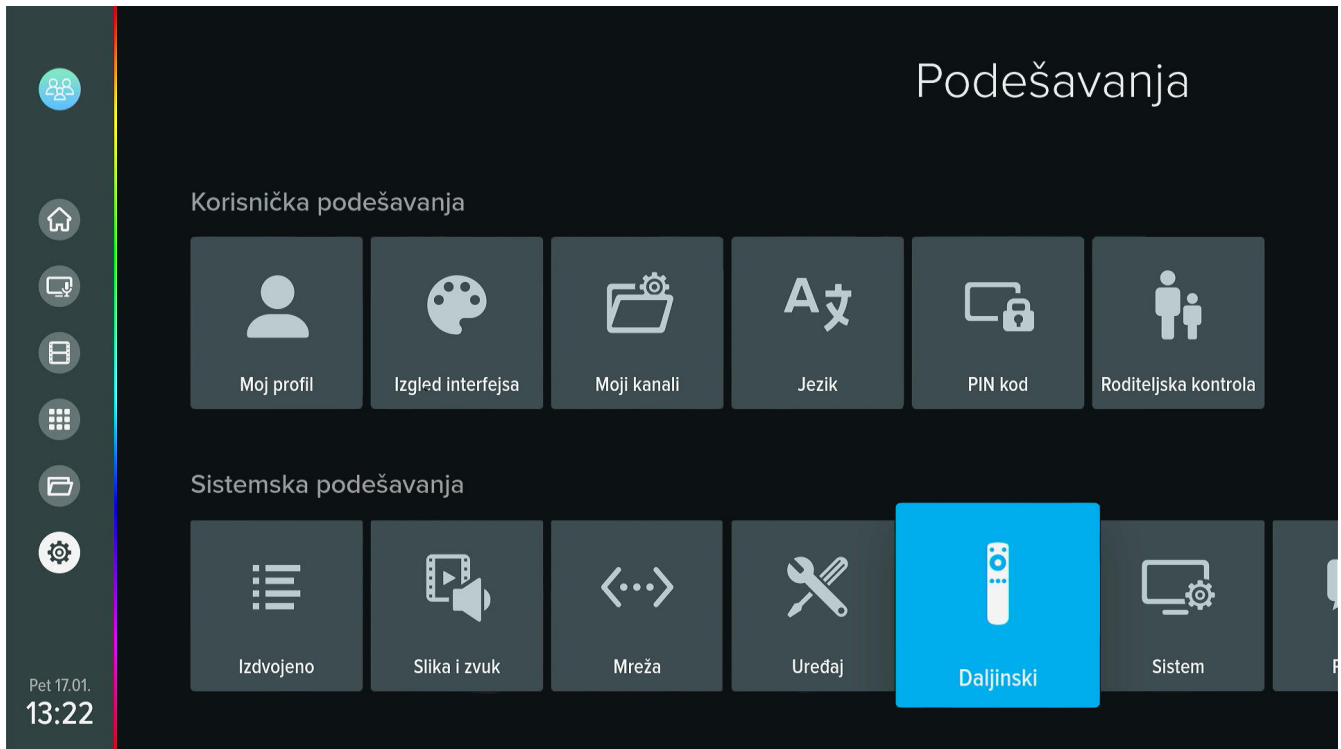 Podešavanja
Korisnička podešavanja
Moj profil
Izgled interfejsa
Moji kanali
Jezik
PIN kod
Roditeljska kontrola
Sistemska podešavanja
Izdvojeno
Slika i zvuk
Mreža
Uređaj
Daljinski
Sistem
Pet 17.01.
13:22